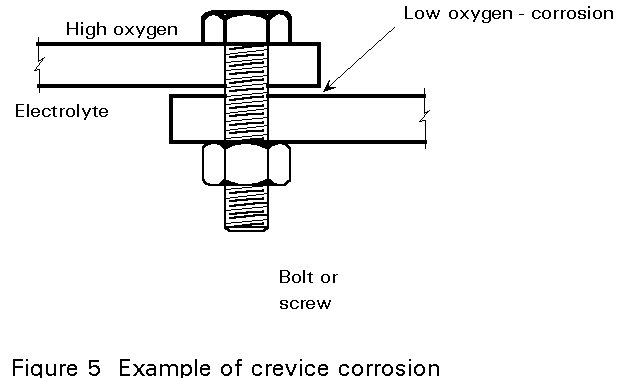 Low oxygen - corrosion
High oxygen
Electrolyte
Bolt or
screw
Figure 5 Example of crevice corrosion